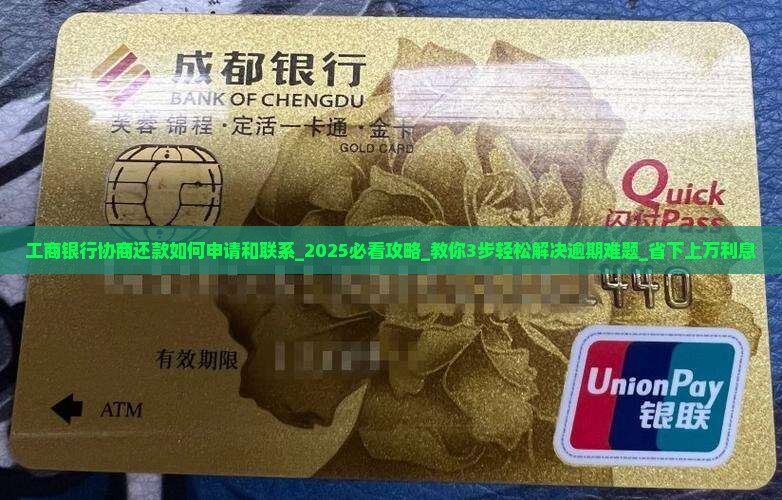 成都银行
BANK OF CHENGDU
芙蓉 锦程·定活一卡通·金卡
GOLD CARD
Quick
闪付Pass
工商银行协商还款如何申请和联系_2025必看攻略_教你3步轻松解决逾期难题_省下上万利息
1440
有效期限
ATM
UnionPay
银联